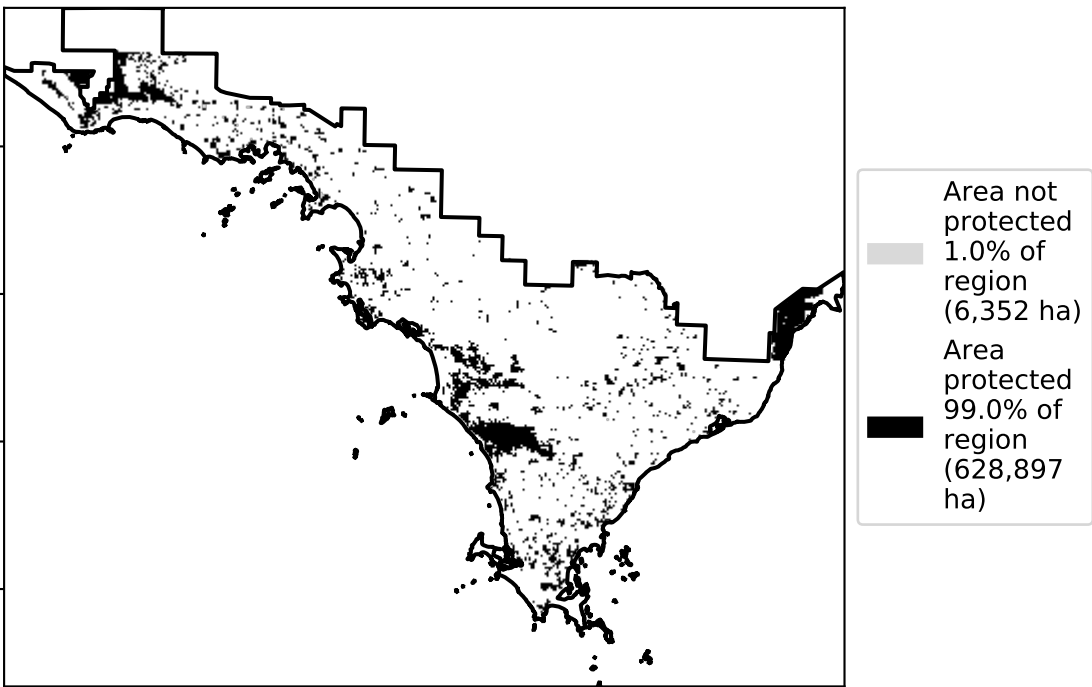 Area not
protected
1.0% of
region
(6,352 ha)
Area
protected
99.0% of
region
(628,897
ha)